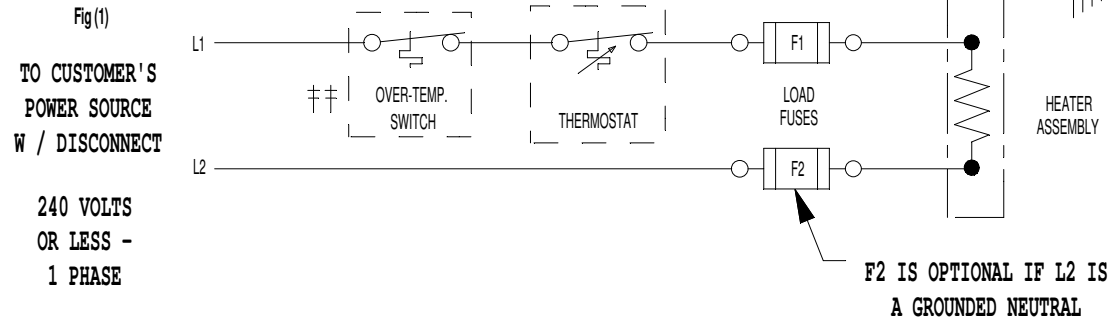 Fig (1)
L1
TO CUSTOMER'S
POWER SOURCE
W / DISCONNECT
L2
240 VOLTS
OR LESS -
1 PHASE
OVER-TEMP.
SWITCH
THERMOSTAT
F1
LOAD
FUSES
F2
HEATER
ASSEMBLY
F2 IS OPTIONAL IF L2 IS
A GROUNDED NEUTRAL